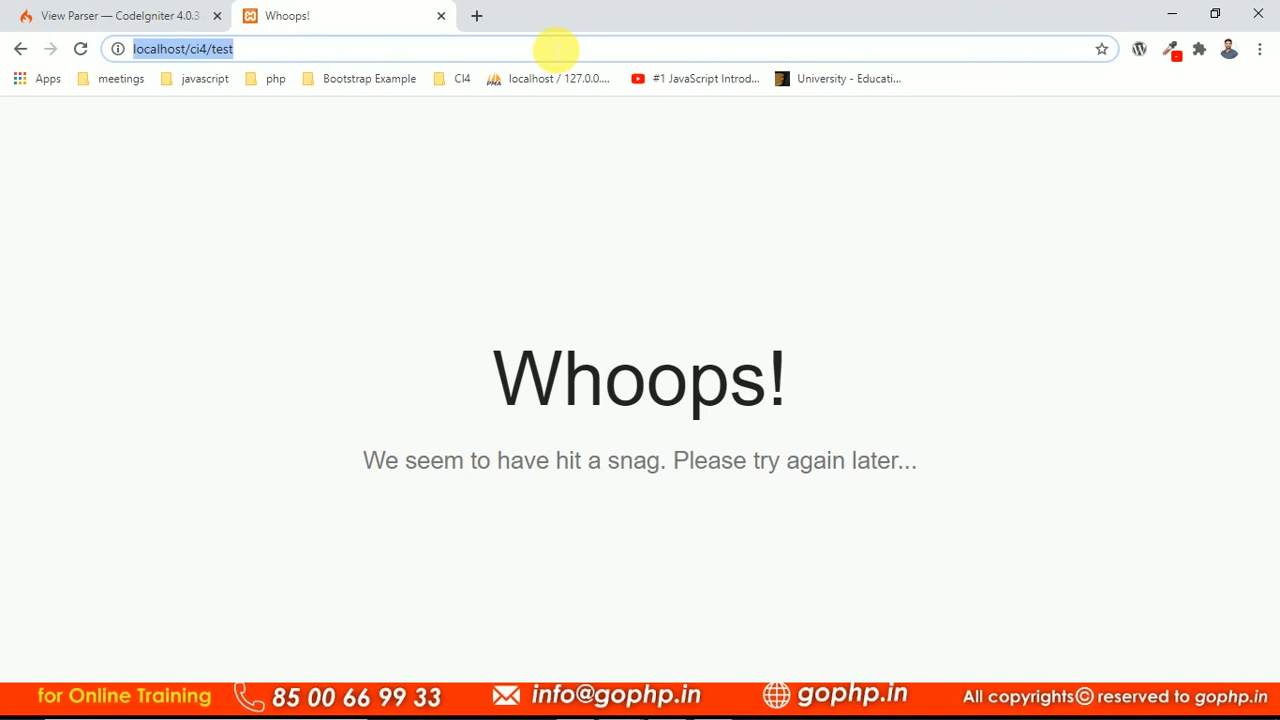 View Parser — CodeIgniter 4.0.3
Whoops!
localhost/ci4/test
Apps
meetings
javascript
php
Bootstrap Example
CI4
localhost / 127.0.0....
#1 JavaScript Introd...
University - Educati...
Whoops!
We seem to have hit a snag. Please try again later...
for Online Training
85 00 66 99 33
info@gophp.in
gophp.in
All copyrights© reserved to gophp.in